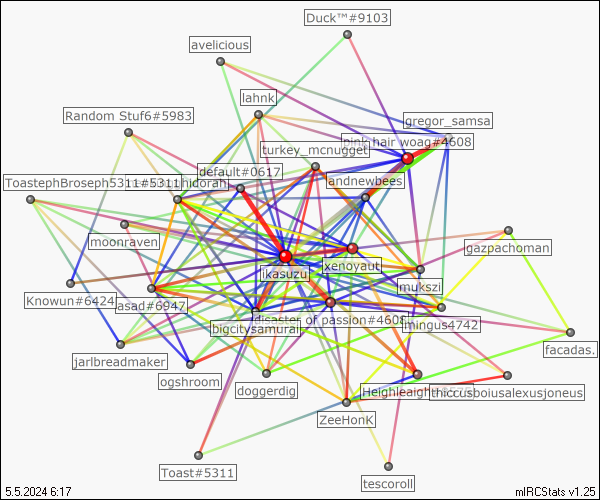 Duck™#9103
avelicious
lahnk
Random Stuf6#5983
gregor_samsa
pink hair woag#4608
turkey_mcnugget
default#0617
ToastephBroseph5311#5311
andnewbees
moonraven
gazpachoman
xenoyaut
ikasuzu
mukszi
Knowun#6424
asad#6947
disaster of passion#4608
mingus4742
bigcitysamurai
facadas.
jarlbreadmaker
ogshroom
doggerdig
thiccusboiusalexusjoneus
ZeeHonK
Toast#5311
tescoroll
5.5.2024 6:17
mIRCStats v1.25